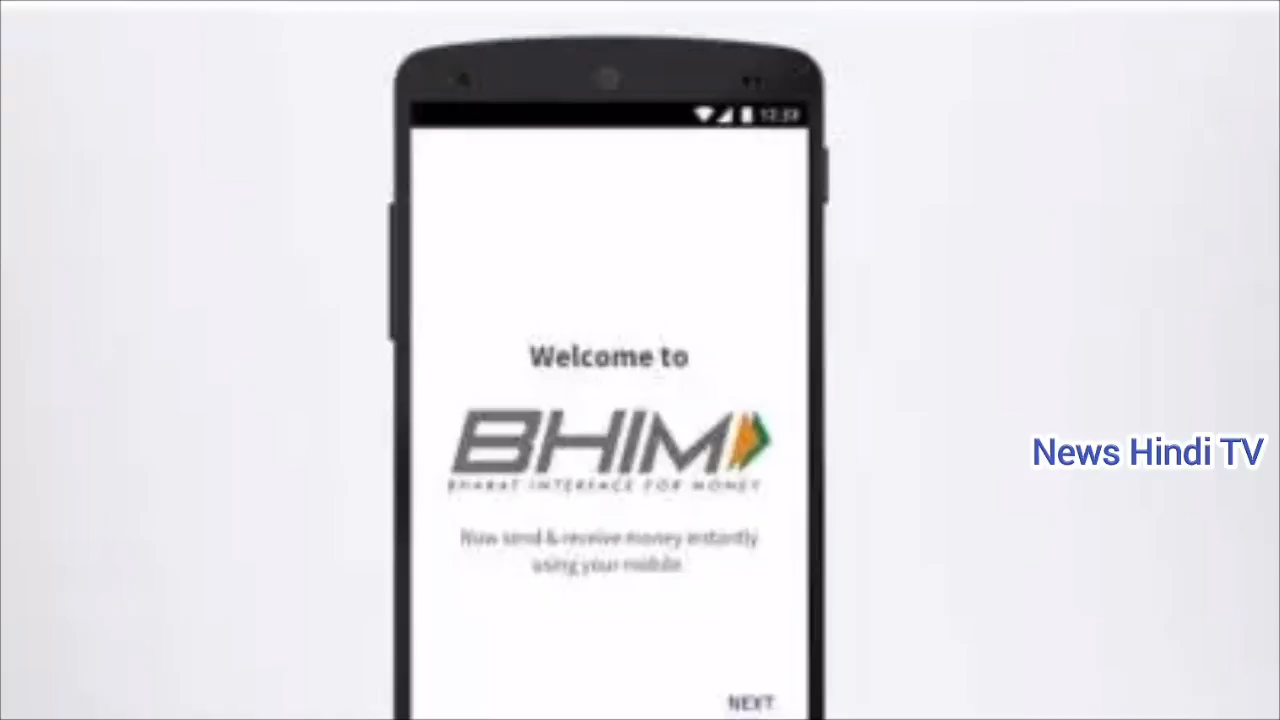 Welcome to
BHIM
BHARAT INTERFACE FOR MONEY
Now send & receive money instantly
using your mobile
NEXT
News Hindi TV